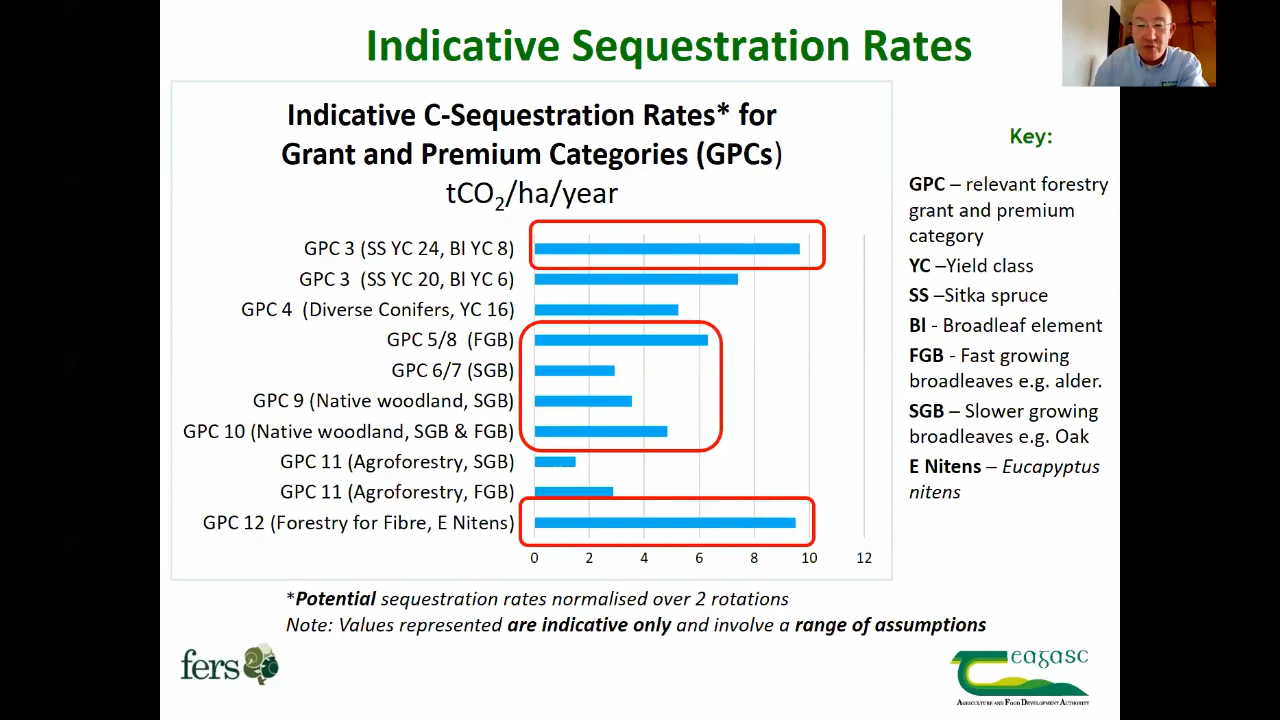 Indicative Sequestration Rates
Indicative C-Sequestration Rates* for
Grant and Premium Categories (GPCs)
tCO2/ha/year
GPC 3 (SS YC 24, Bl YC 8)
GPC 3 (SS YC 20, Bl YC 6)
GPC 4 (Diverse Conifers, YC 16)
GPC 5/8 (FGB)
GPC 6/7 (SGB)
GPC 9 (Native woodland, SGB)
GPC 10 (Native woodland, SGB & FGB)
GPC 11 (Agroforestry, SGB)
GPC 11 (Agroforestry, FGB)
GPC 12 (Forestry for Fibre, E Nitens)
0 2 4 6 8 10 12
Key:
GPC – relevant forestry
grant and premium
category
YC –Yield class
SS –Sitka spruce
Bl - Broadleaf element
FGB - Fast growing
broadleaves e.g. alder.
SGB – Slower growing
broadleaves e.g. Oak
E Nitens – Eucapyptus
nitens
*Potential sequestration rates normalised over 2 rotations
Note: Values represented are indicative only and involve a range of assumptions
fers
Teagasc
Agriculture and Food Development Authority